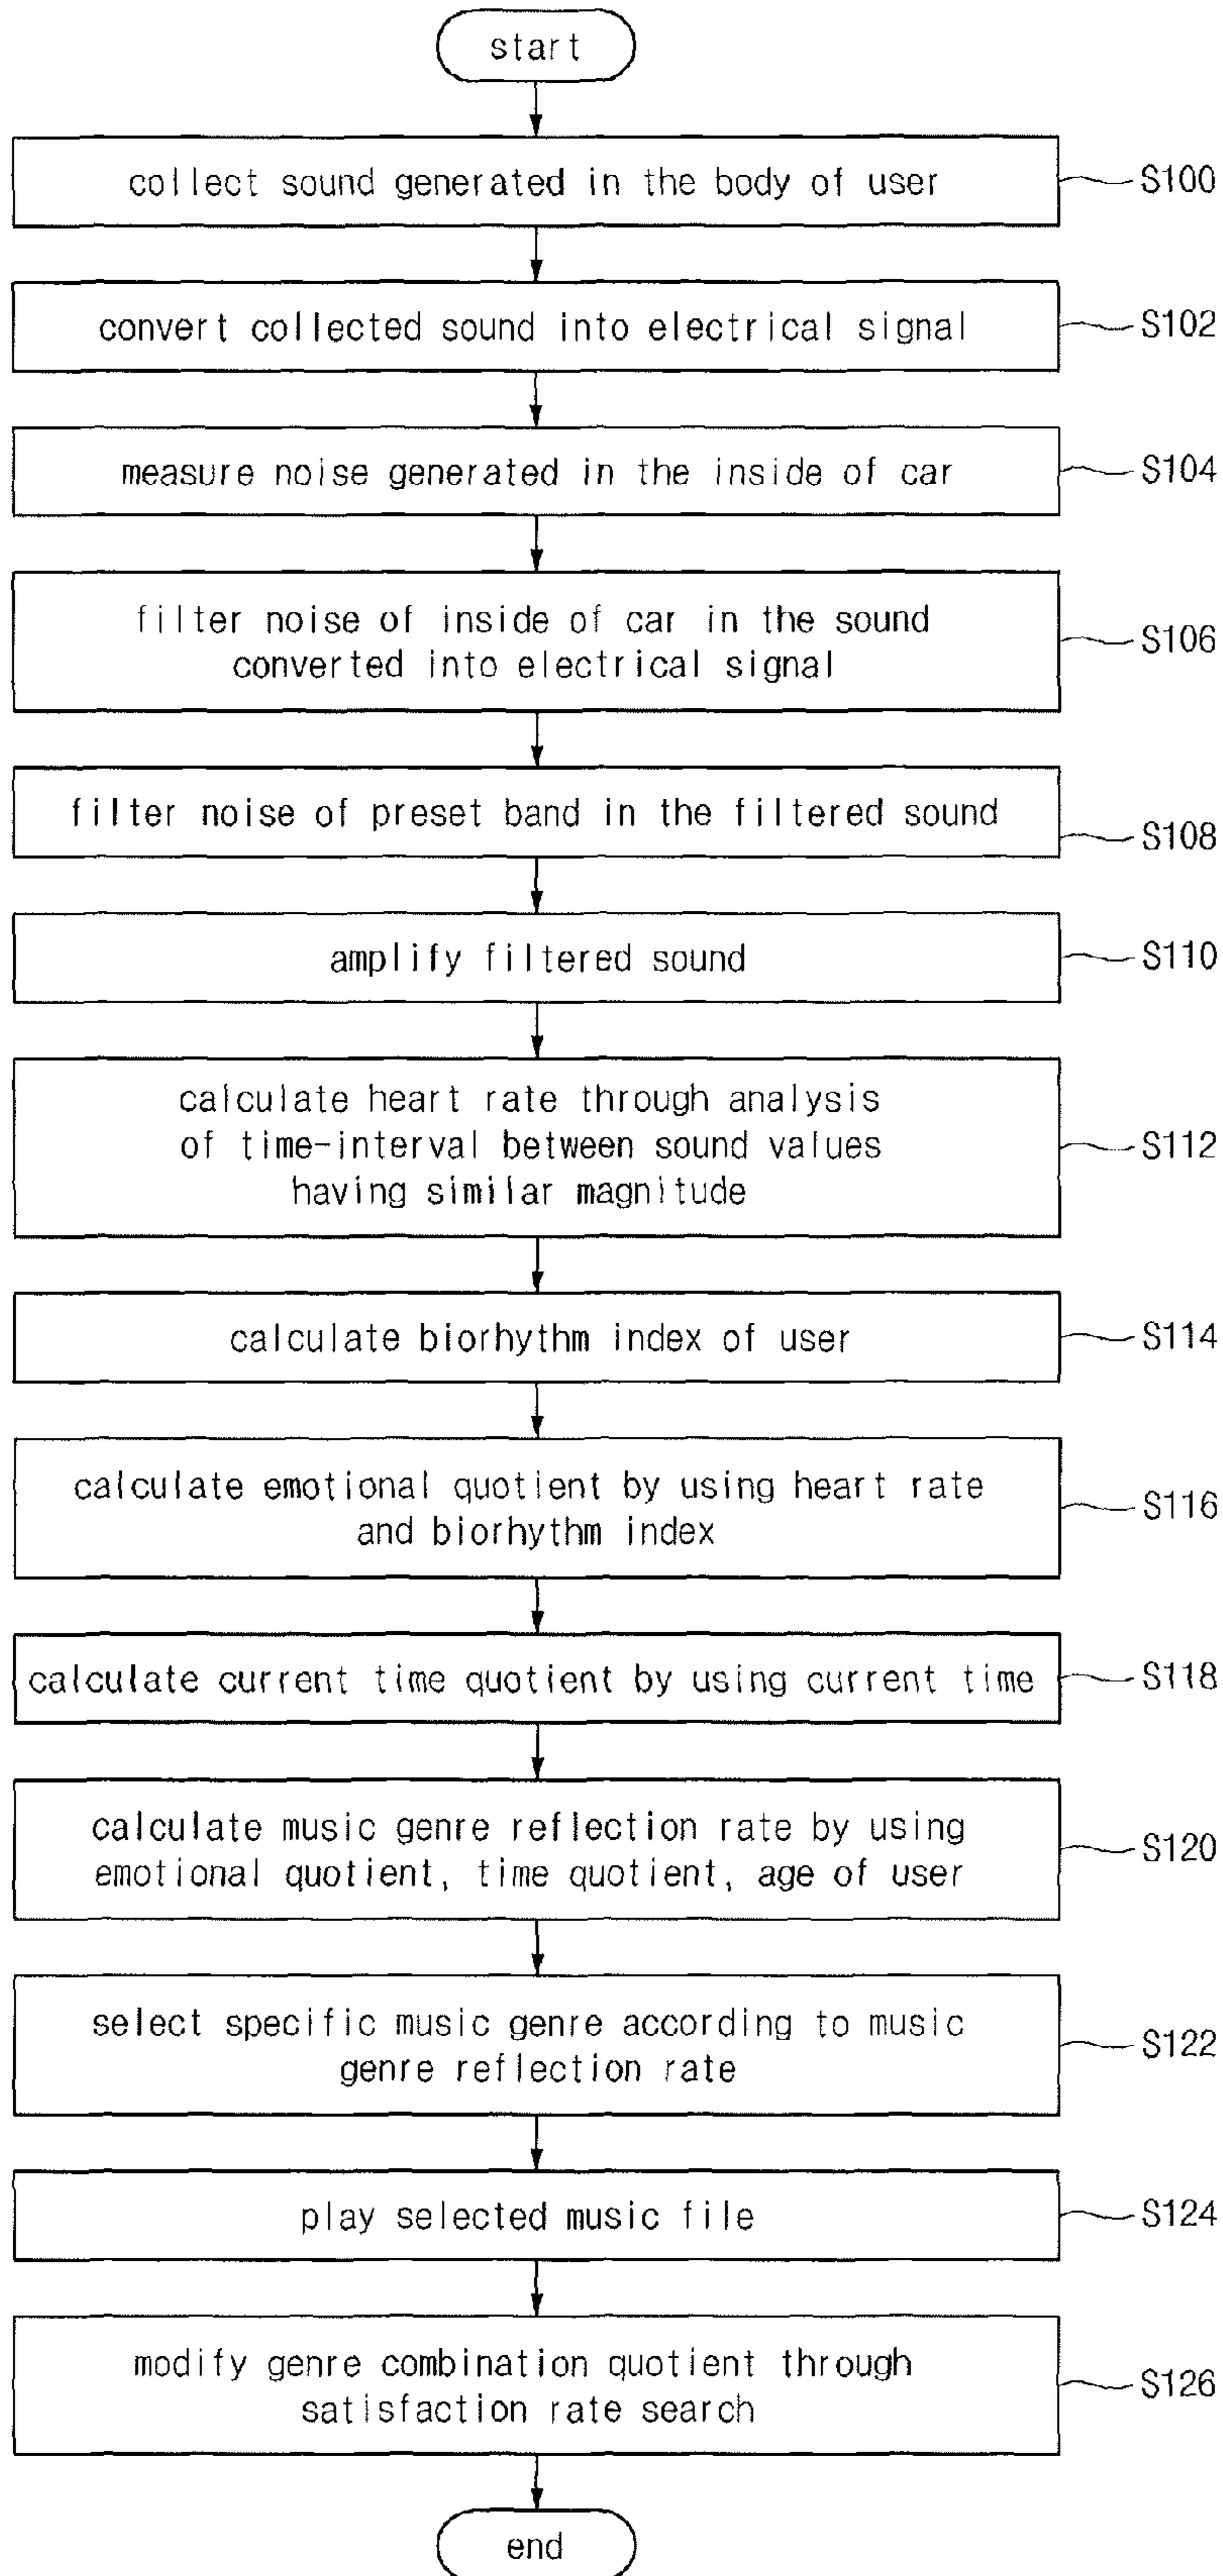 start
collect sound generated in the body of user
S100
convert collected sound into electrical signal
S102
measure noise generated in the inside of car
S104
filter noise of inside of car in the sound
converted into electrical signal
S106
filter noise of preset band in the filtered sound
S108
amplify filtered sound
S110
calculate heart rate through analysis
of time-interval between sound values
having similar magnitude
S112
calculate biorhythm index of user
S114
calculate emotional quotient by using heart rate
and biorhythm index
S116
calculate current time quotient by using current time
S118
calculate music genre reflection rate by using
emotional quotient, time quotient, age of user
S120
select specific music genre according to music
genre reflection rate
S122
play selected music file
S124
modify genre combination quotient through
satisfaction rate search
S126
end